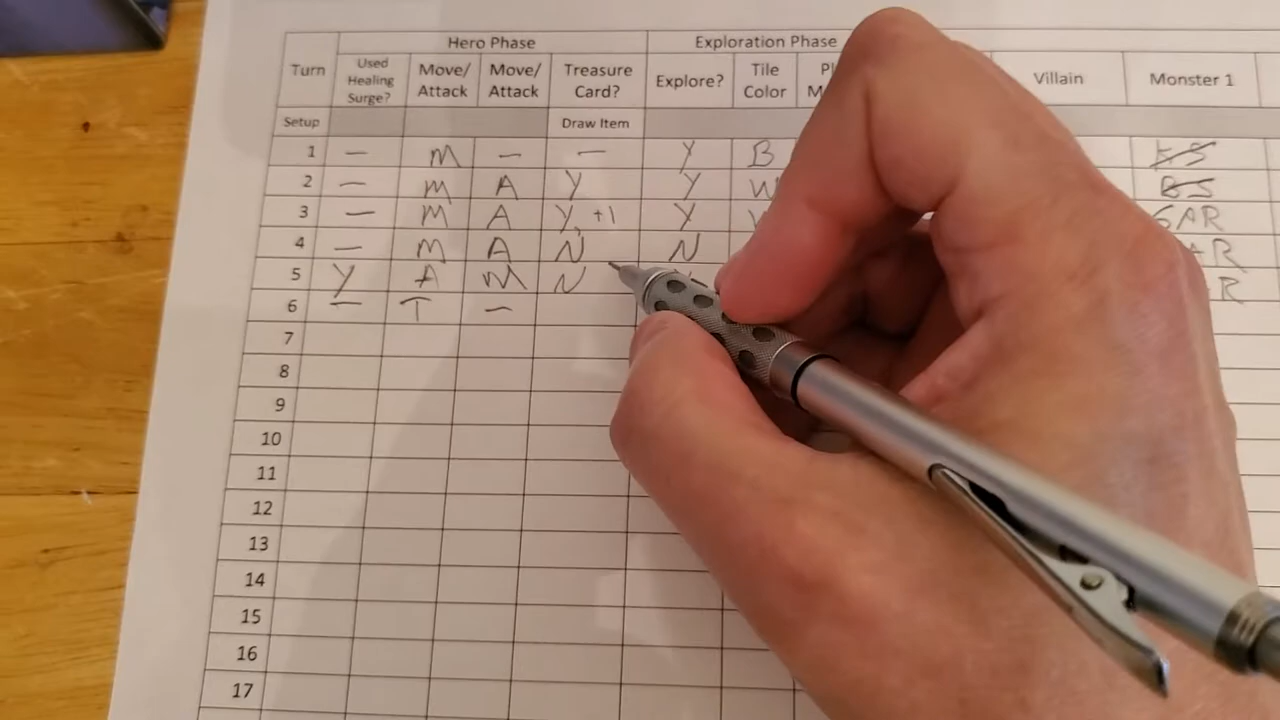 Hero Phase Exploration Phase
Turn Used Healing Surge? Move/ Attack Move/ Attack Treasure Card? Explore? Tile Color Villain Monster 1
Setup Draw Item
1 — M — — Y B
2 — M A Y Y W BS
3 — M A Y, +1 Y GAR
4 — M A N N
5 Y A M N
6 — T —
7
8
9
10
11
12
13
14
15
16
17